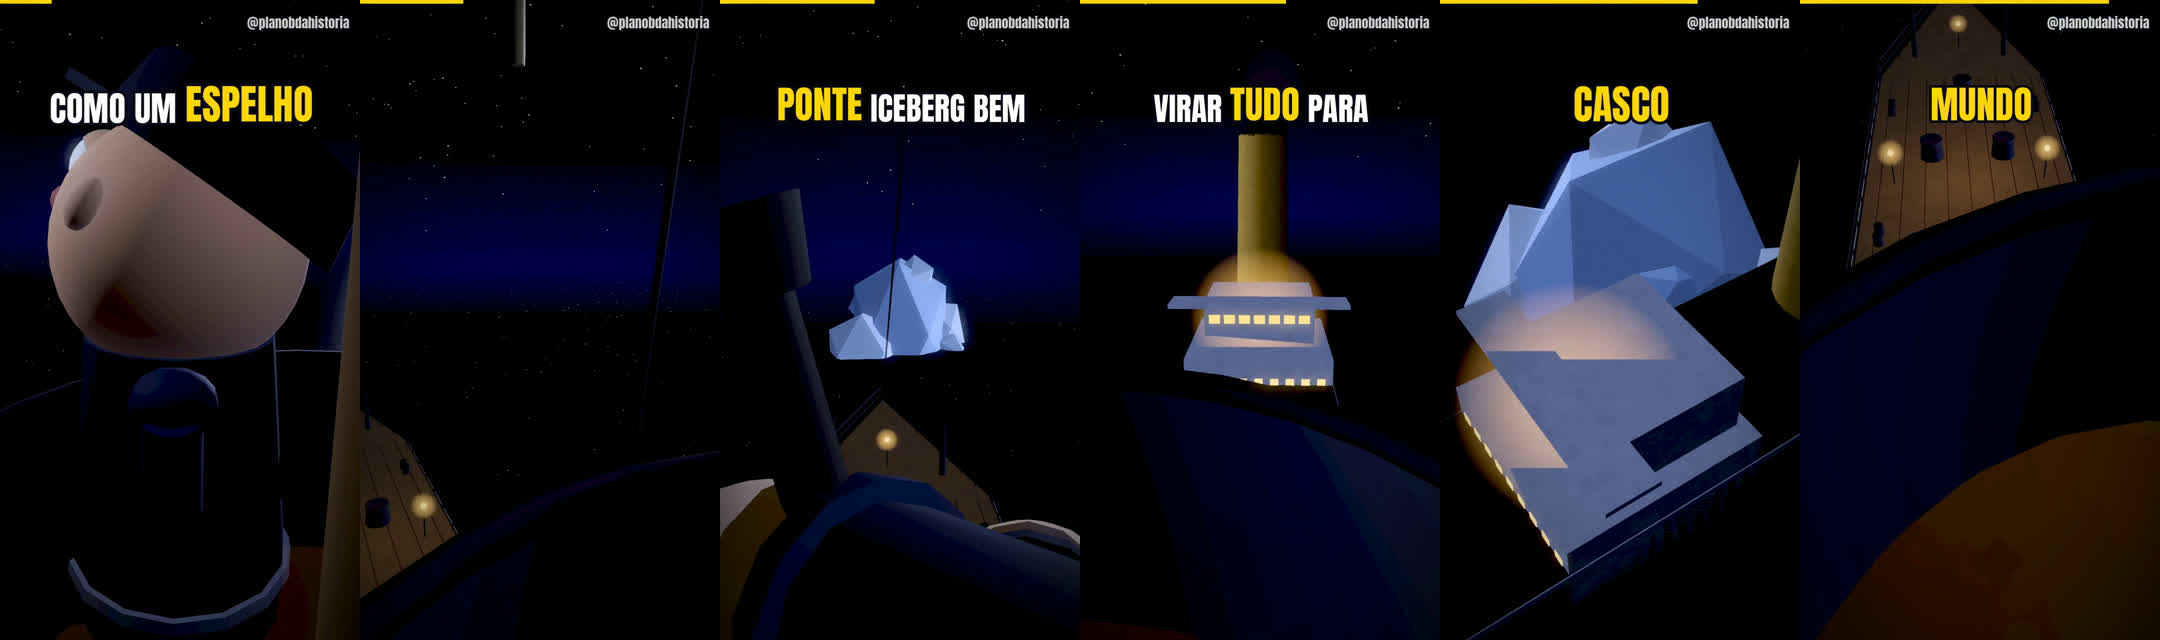 @planobdahistoria
COMO UM ESPELHO
@planobdahistoria
@planobdahistoria
PONTE ICEBERG BEM
@planobdahistoria
VIRAR TUDO PARA
@planobdahistoria
CASCO
@planobdahistoria
MUNDO